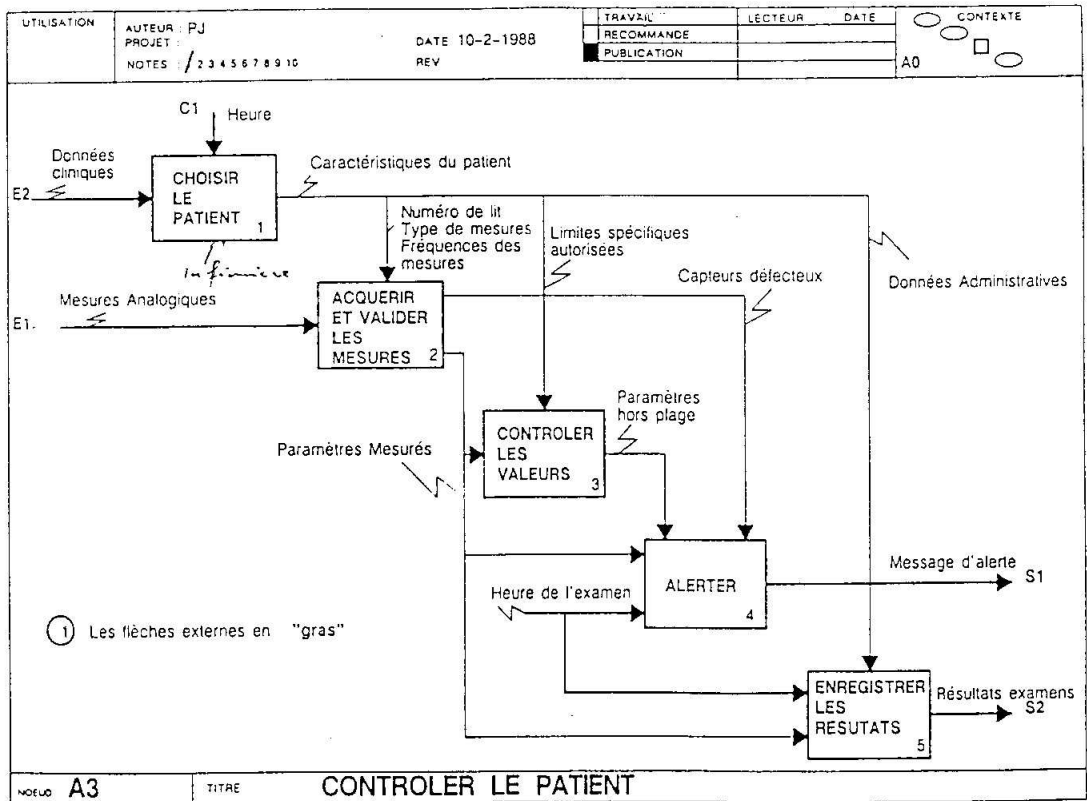 UTILISATION
AUTEUR : PJ
PROJET :
NOTES : 1 2 3 4 5 6 7 8 9 10
DATE 10-2-1988
REV
TRAVAIL
RECOMMANDE
PUBLICATION
LECTEUR DATE
CONTEXTE
A0
C1 Heure
Données
cliniques
E2
CHOISIR
LE
PATIENT 1
Infirmière
Caractéristiques du patient
Numéro de lit
Type de mesures
Fréquences des
mesures
Limites spécifiques
autorisées
Capteurs défecteux
Données Administratives
Mesures Analogiques
E1.
ACQUERIR
ET VALIDER
LES
MESURES 2
Paramètres Mesurés
CONTROLER
LES
VALEURS 3
Paramètres
hors plage
Heure de l'examen
ALERTER
4
Message d'alerte
S1
1 Les flèches externes en "gras"
ENREGISTRER
LES
RESUTATS
5
Résultats examens
S2
NOEUD A3
TITRE
CONTROLER LE PATIENT